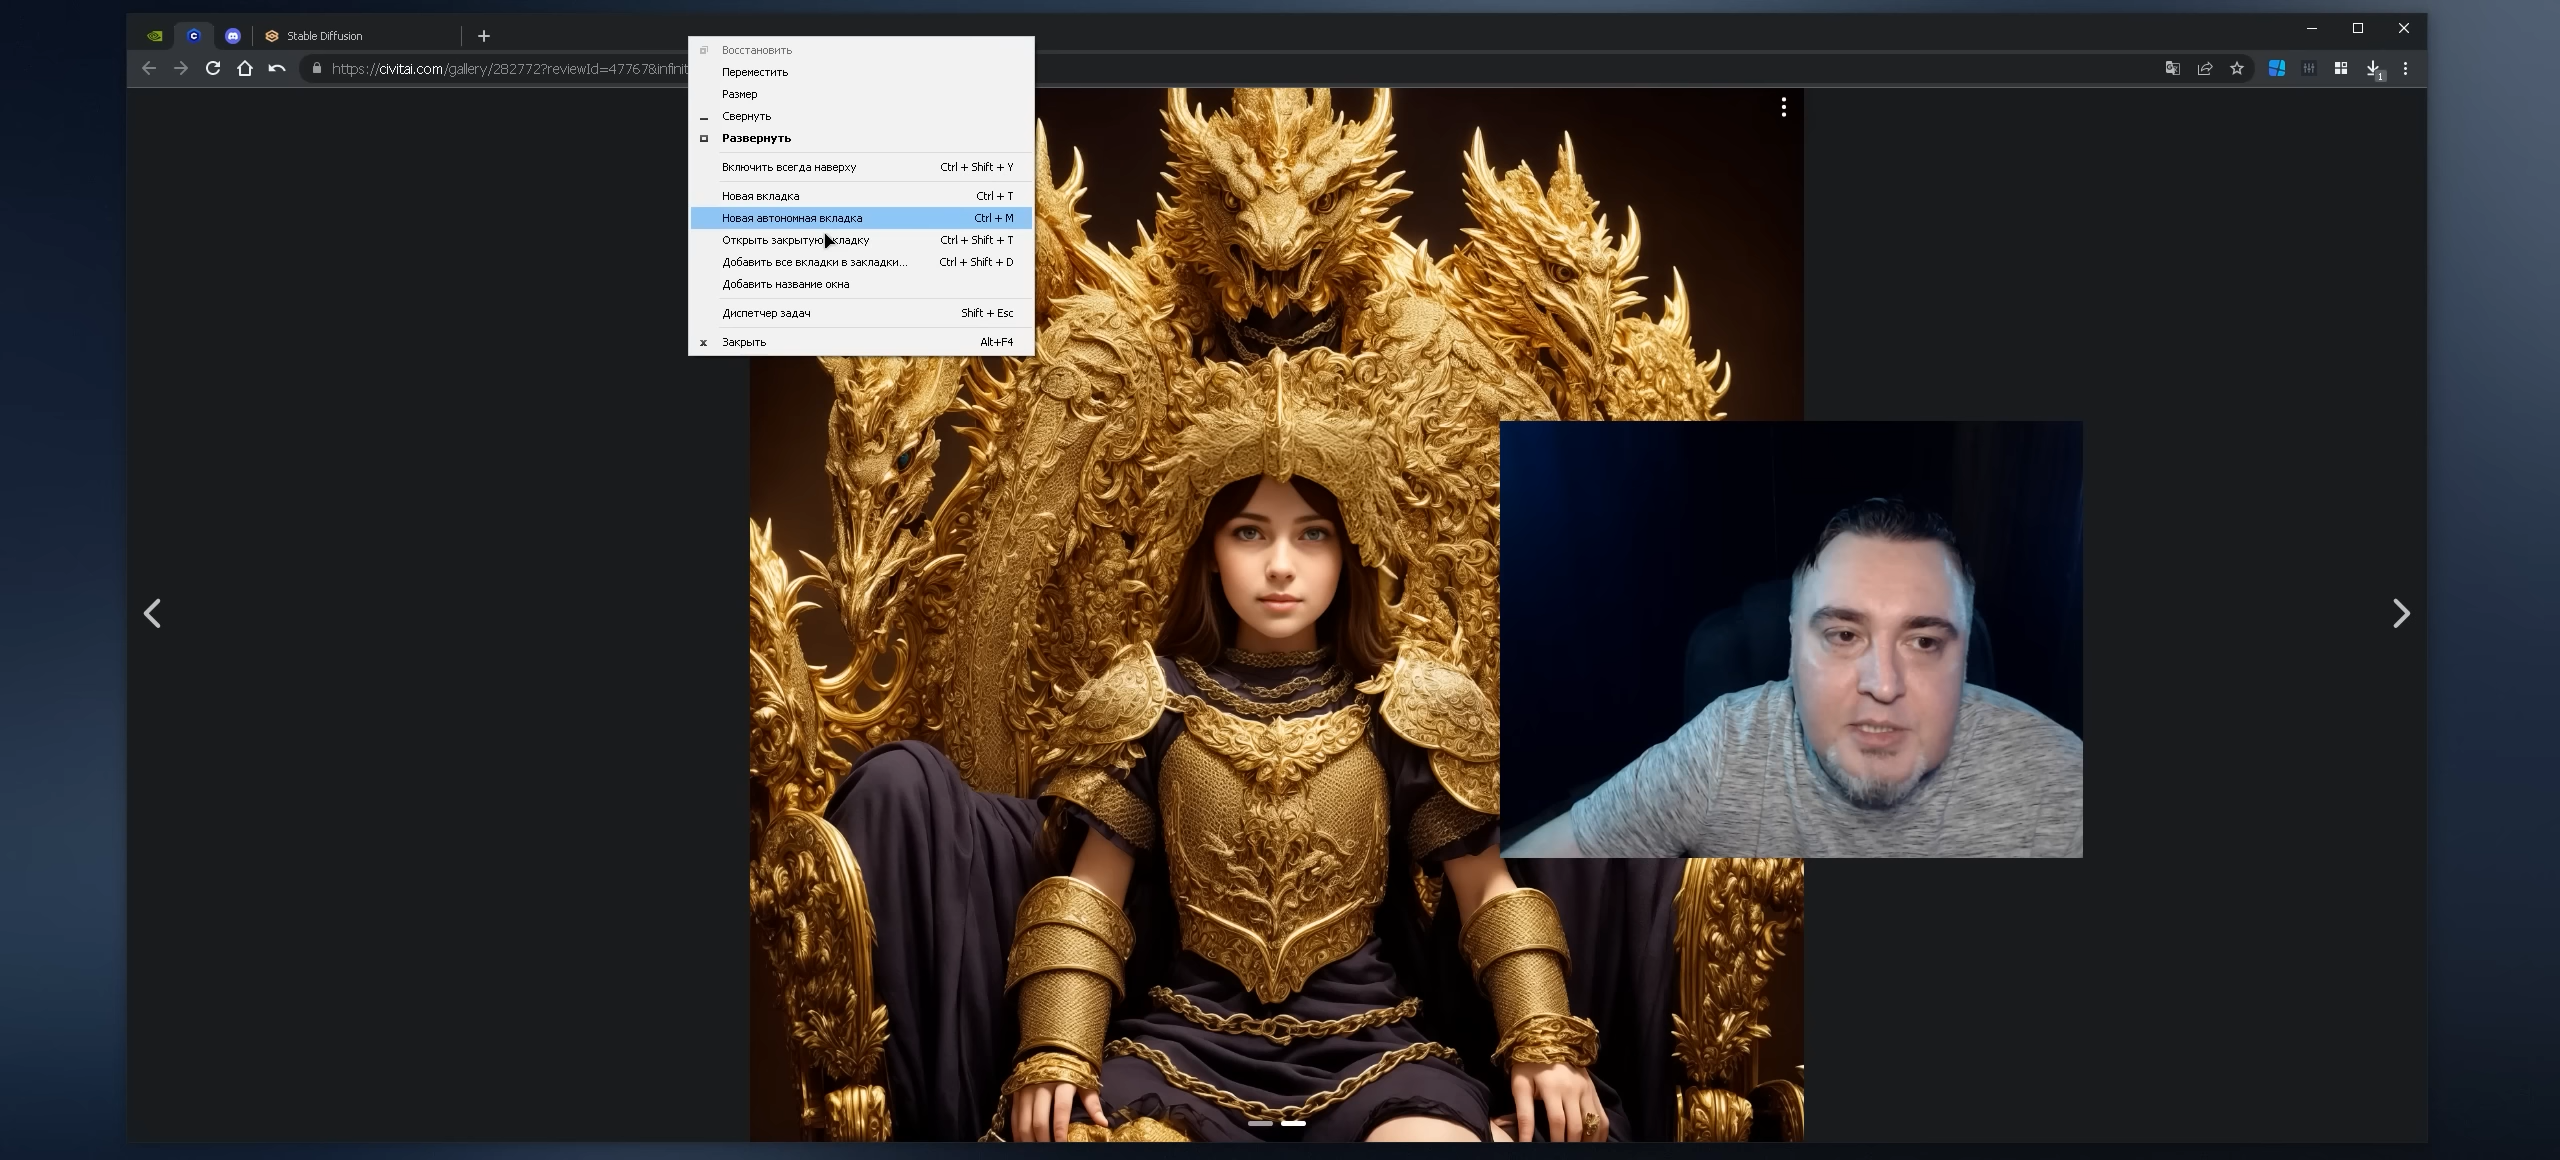 Stable Diffusion
https://civitai.com/gallery/282772?reviewId=47767&infinit
1
Восстановить
Переместить
Размер
Свернуть
Развернуть
Включить всегда наверху Ctrl + Shift + Y
Новая вкладка Ctrl + T
Новая автономная вкладка Ctrl + M
Открыть закрытую вкладку Ctrl + Shift + T
Добавить все вкладки в закладки... Ctrl + Shift + D
Добавить название окна
Диспетчер задач Shift + Esc
Закрыть Alt+F4